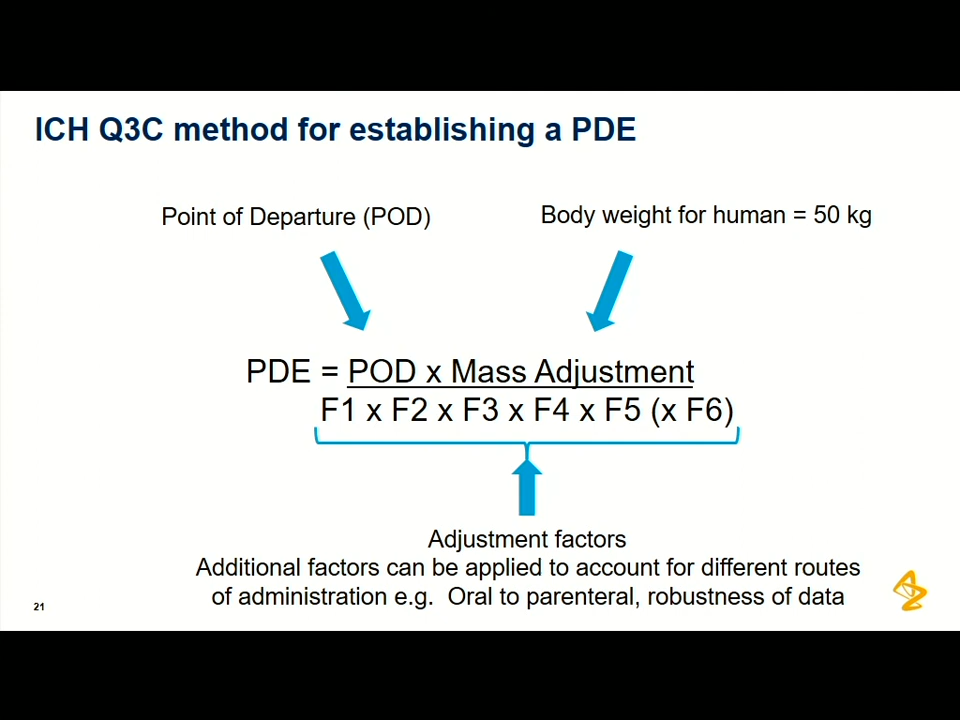 ICH Q3C method for establishing a PDE
Point of Departure (POD)
Body weight for human = 50 kg
PDE = POD x Mass Adjustment
F1 x F2 x F3 x F4 x F5 (x F6)
Adjustment factors
Additional factors can be applied to account for different routes
of administration e.g. Oral to parenteral, robustness of data
21